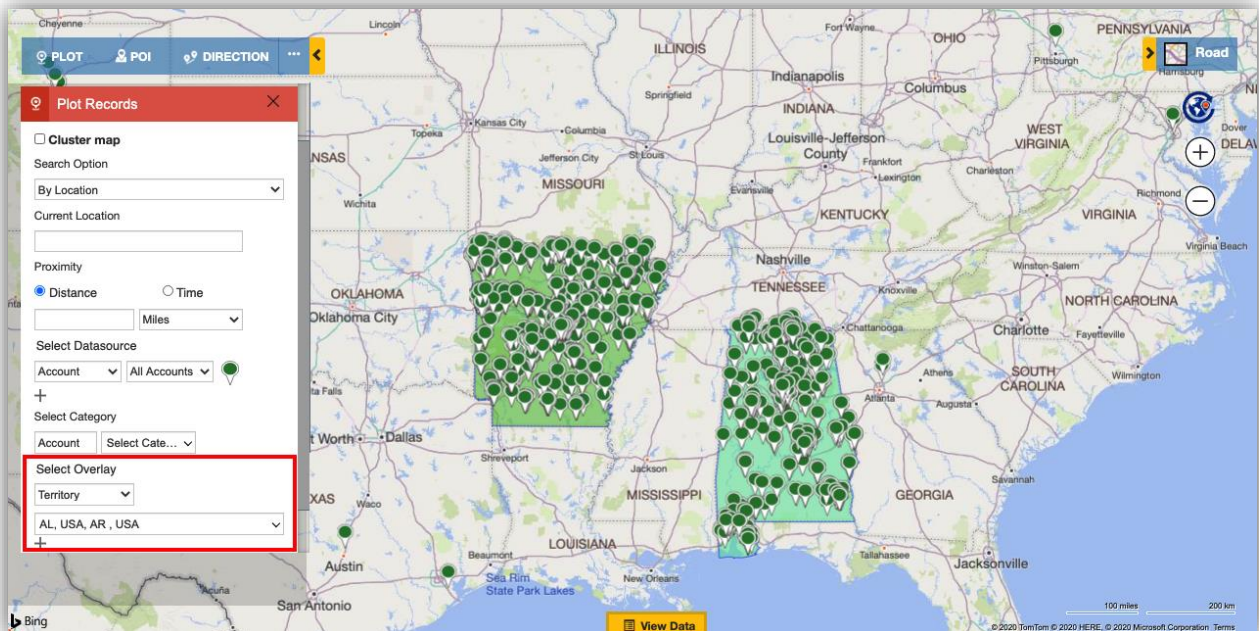 Cheyenne
Lincoln
Fort Wayne
PENNSYLVANIA
PLOT
POI
DIRECTION
...
<
ILLINOIS
OHIO
Pittsburgh
>
Road
Harrisburg
Indianapolis
Columbus
Plot Records
Springfield
INDIANA
Cluster map
Topeka
Kansas City
Columbia
WEST
VIRGINIA
Dover
Search Option
NSAS
Jefferson City
St Louis
Louisville-Jefferson
County
Frankfort
Lexington
Charleston
By Location
MISSOURI
Evansville
Richmond
Wichita
Current Location
KENTUCKY
VIRGINIA
Virginia Beach
Proximity
Nashville
Winston-Salem
Distance
Time
OKLAHOMA
TENNESSEE
Knoxville
NORTH CAROLINA
Miles
Oklahoma City
Chattanooga
Charlotte
Fayetteville
Select Datasource
Account
All Accounts
Athens
SOUTH
CAROLINA
Wilmington
+
ta Falls
Atlanta
Augusta
Select Category
Account
Select Cate...
t Worth
Dallas
Select Overlay
Shreveport
Jackson
Savannah
Territory
XAS
Waco
MISSISSIPPI
GEORGIA
AL, USA, AR , USA
+
LOUISIANA
Austin
Beaumont
Tallahassee
Jacksonville
Sea Rim
State Park Lakes
New Orleans
Acuña
San Antonio
100 miles
200 km
Bing
View Data
© 2020 TomTom © 2020 HERE, © 2020 Microsoft Corporation Terms